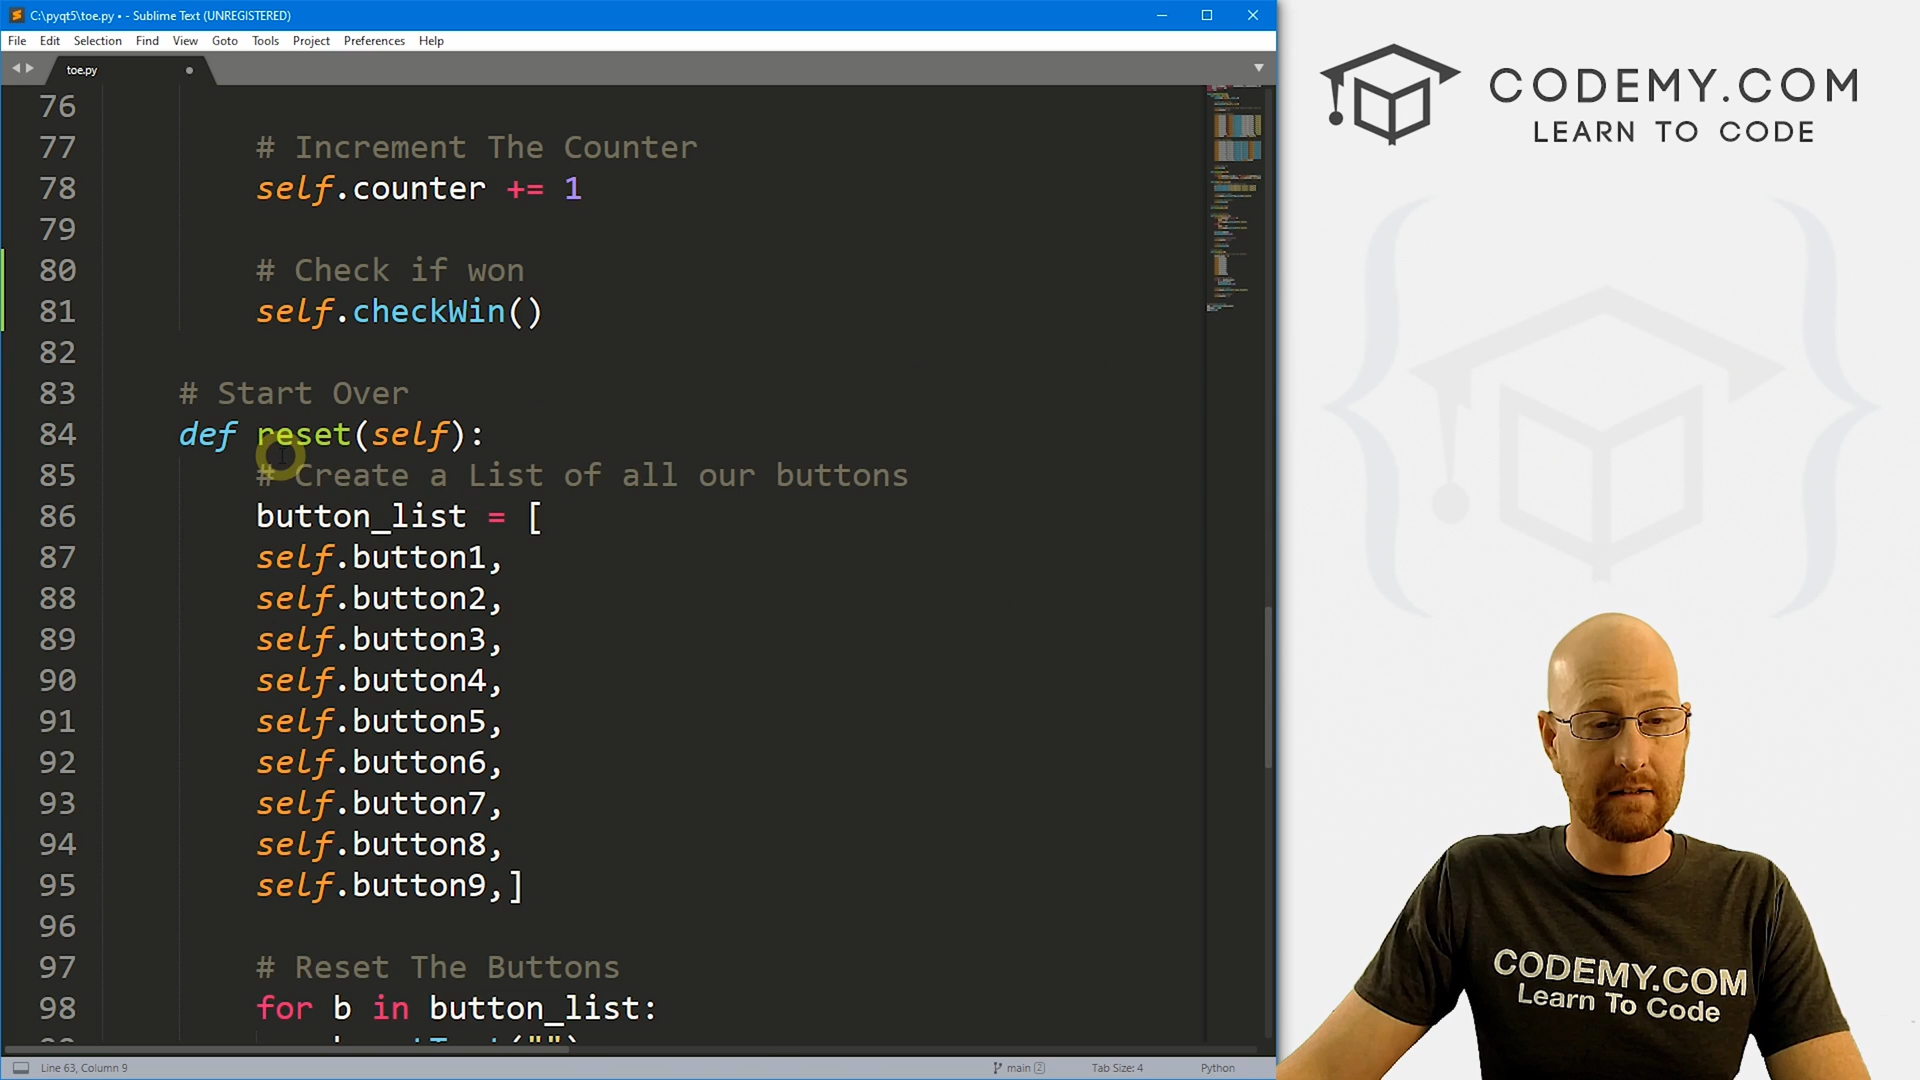 C:\pyqt5\toe.py • - Sublime Text (UNREGISTERED)
File Edit Selection Find View Goto Tools Project Preferences Help
toe.py
76
77 # Increment The Counter
78 self.counter += 1
79
80 # Check if won
81 self.checkWin()
82
83 # Start Over
84 def reset(self):
85 # Create a List of all our buttons
86 button_list = [
87 self.button1,
88 self.button2,
89 self.button3,
90 self.button4,
91 self.button5,
92 self.button6,
93 self.button7,
94 self.button8,
95 self.button9,]
96
97 # Reset The Buttons
98 for b in button_list:
Line 63, Column 9 main 2 Tab Size: 4 Python
CODEMY.COM
LEARN TO CODE
CODEMY.COM
Learn To Code